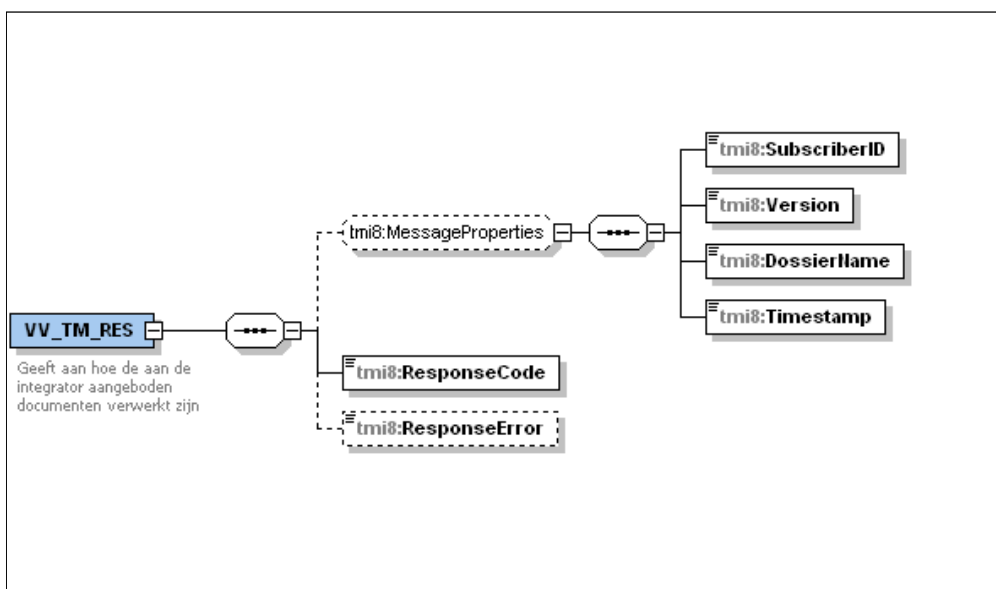 tmi8:SubscriberID
tmi8:Version
tmi8:MessageProperties
tmi8:DossierName
tmi8:Timestamp
VV_TM_RES
Geeft aan hoe de aan de
integrator aangeboden
documenten verwerkt zijn
tmi8:ResponseCode
tmi8:ResponseError